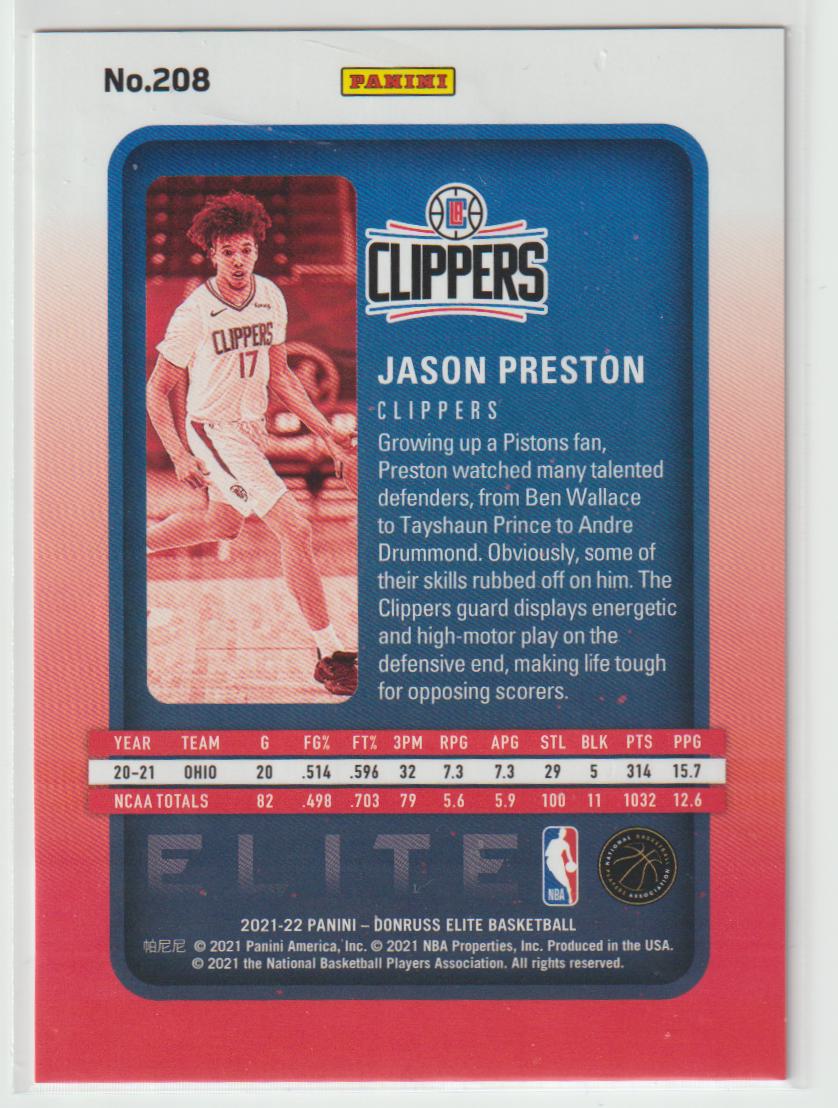 No.208
PANINI
LAC
CLIPPERS
CLIPPERS
17
JASON PRESTON
CLIPPERS
Growing up a Pistons fan,
Preston watched many talented
defenders, from Ben Wallace
to Tayshaun Prince to Andre
Drummond. Obviously, some of
their skills rubbed off on him. The
Clippers guard displays energetic
and high-motor play on the
defensive end, making life tough
for opposing scorers.
YEAR TEAM G FG% FT% 3PM RPG APG STL BLK PTS PPG
20-21 OHIO 20 .514 .596 32 7.3 7.3 29 5 314 15.7
NCAA TOTALS 82 .498 .703 79 5.6 5.9 100 11 1032 12.6
ELITE
NBA
NATIONAL BASKETBALL PLAYERS ASSOCIATION
2021-22 PANINI – DONRUSS ELITE BASKETBALL
帕尼尼 © 2021 Panini America, Inc. © 2021 NBA Properties, Inc. Produced in the USA.
© 2021 the National Basketball Players Association. All rights reserved.